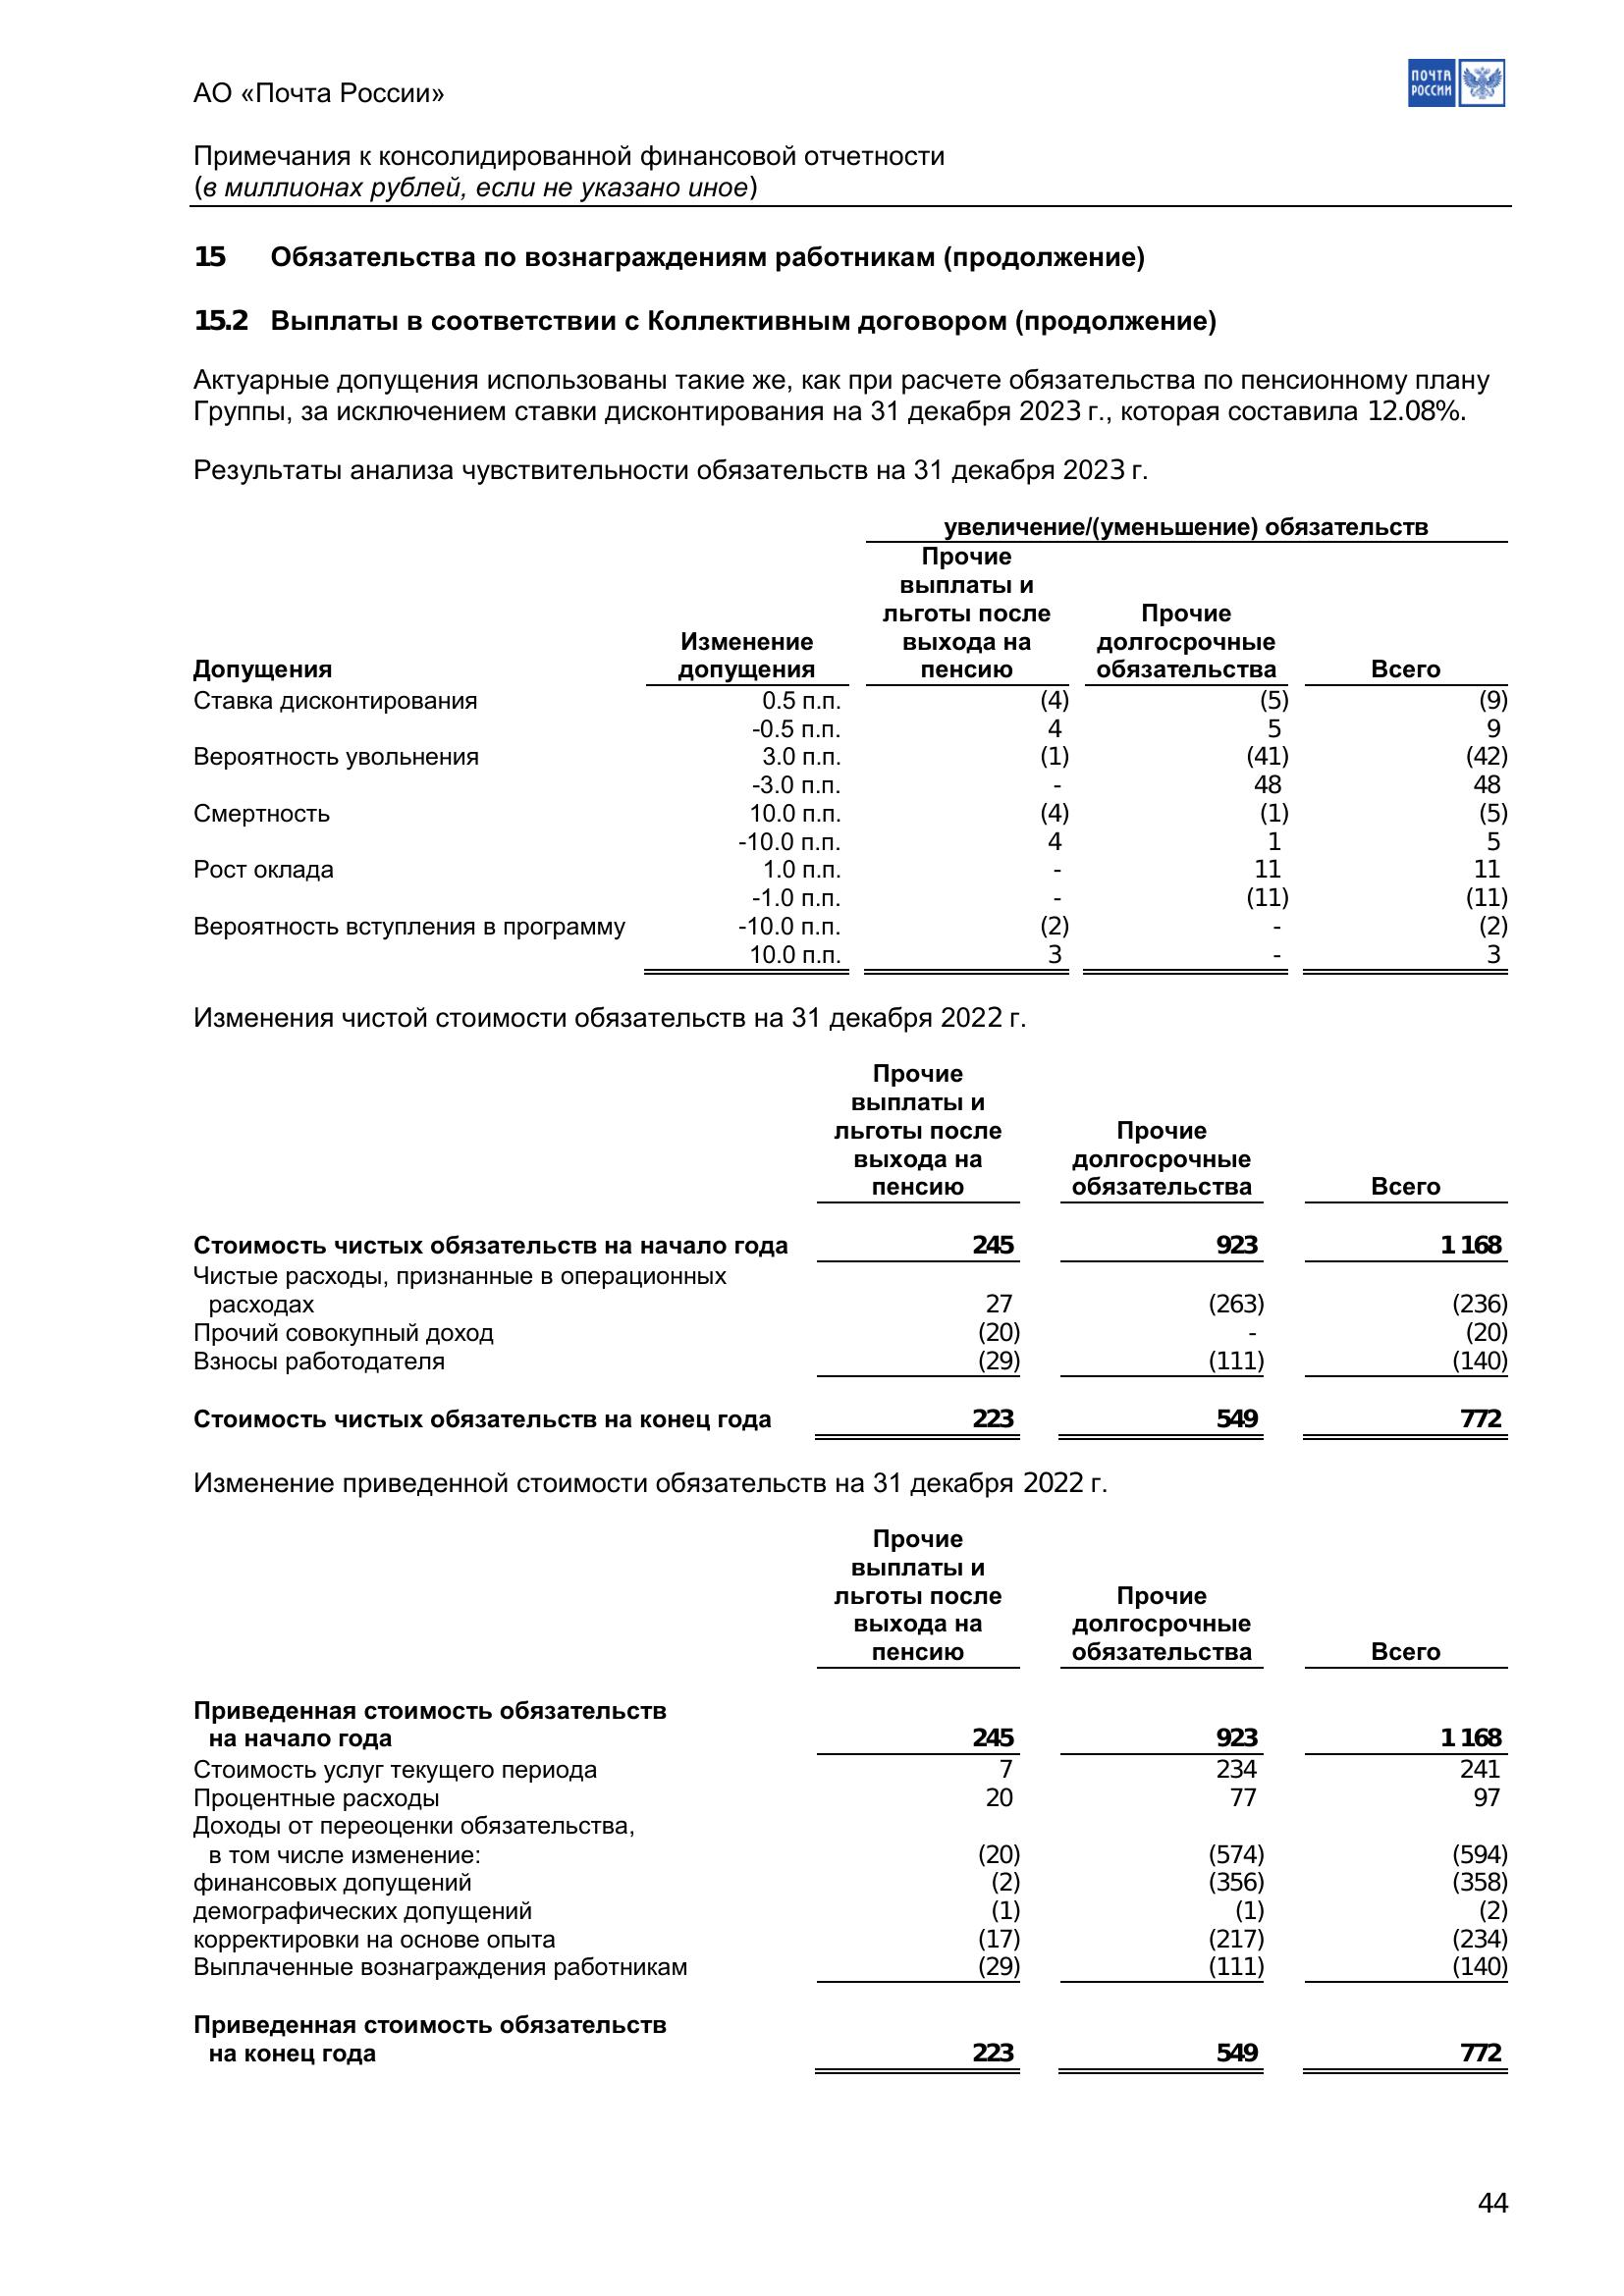 АО «Почта России»
ПОЧТА
РОССИИ
Примечания к консолидированной финансовой отчетности
(в миллионах рублей, если не указано иное)
15 Обязательства по вознаграждениям работникам (продолжение)
15.2 Выплаты в соответствии с Коллективным договором (продолжение)
Актуарные допущения использованы такие же, как при расчете обязательства по пенсионному плану
Группы, за исключением ставки дисконтирования на 31 декабря 2023 г., которая составила 12.08%.
Результаты анализа чувствительности обязательств на 31 декабря 2023 г.
увеличение/(уменьшение) обязательств
Прочие
выплаты и
льготы после Прочие
Изменение выхода на долгосрочные
Допущения допущения пенсию обязательства Всего
Ставка дисконтирования 0.5 п.п. (4) (5) (9)
-0.5 п.п. 4 5 9
Вероятность увольнения 3.0 п.п. (1) (41) (42)
-3.0 п.п. - 48 48
Смертность 10.0 п.п. (4) (1) (5)
-10.0 п.п. 4 1 5
Рост оклада 1.0 п.п. - 11 11
-1.0 п.п. - (11) (11)
Вероятность вступления в программу -10.0 п.п. (2) - (2)
10.0 п.п. 3 - 3
Изменения чистой стоимости обязательств на 31 декабря 2022 г.
Прочие
выплаты и
льготы после Прочие
выхода на долгосрочные
пенсию обязательства Всего
Стоимость чистых обязательств на начало года 245 923 1 168
Чистые расходы, признанные в операционных
расходах 27 (263) (236)
Прочий совокупный доход (20) - (20)
Взносы работодателя (29) (111) (140)
Стоимость чистых обязательств на конец года 223 549 772
Изменение приведенной стоимости обязательств на 31 декабря 2022 г.
Прочие
выплаты и
льготы после Прочие
выхода на долгосрочные
пенсию обязательства Всего
Приведенная стоимость обязательств
на начало года 245 923 1 168
Стоимость услуг текущего периода 7 234 241
Процентные расходы 20 77 97
Доходы от переоценки обязательства,
в том числе изменение: (20) (574) (594)
финансовых допущений (2) (356) (358)
демографических допущений (1) (1) (2)
корректировки на основе опыта (17) (217) (234)
Выплаченные вознаграждения работникам (29) (111) (140)
Приведенная стоимость обязательств
на конец года 223 549 772
44